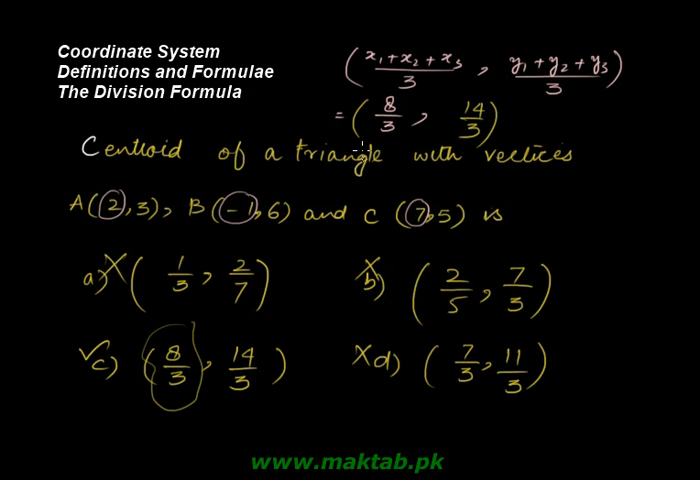 Coordinate System
Definitions and Formulae
The Division Formula
( x₁+x₂+x₃/3 , y₁+y₂+y₃/3 )
= ( 8/3 , 14/3 )
Centroid of a triangle with vertices
A(2,3), B(-1,6) and C (7,5) is
a) ( 1/3 , 2/7 )
b) ( 2/5 , 7/3 )
c) ( 8/3 , 14/3 )
d) ( 7/3 , 11/3 )
www.maktab.pk